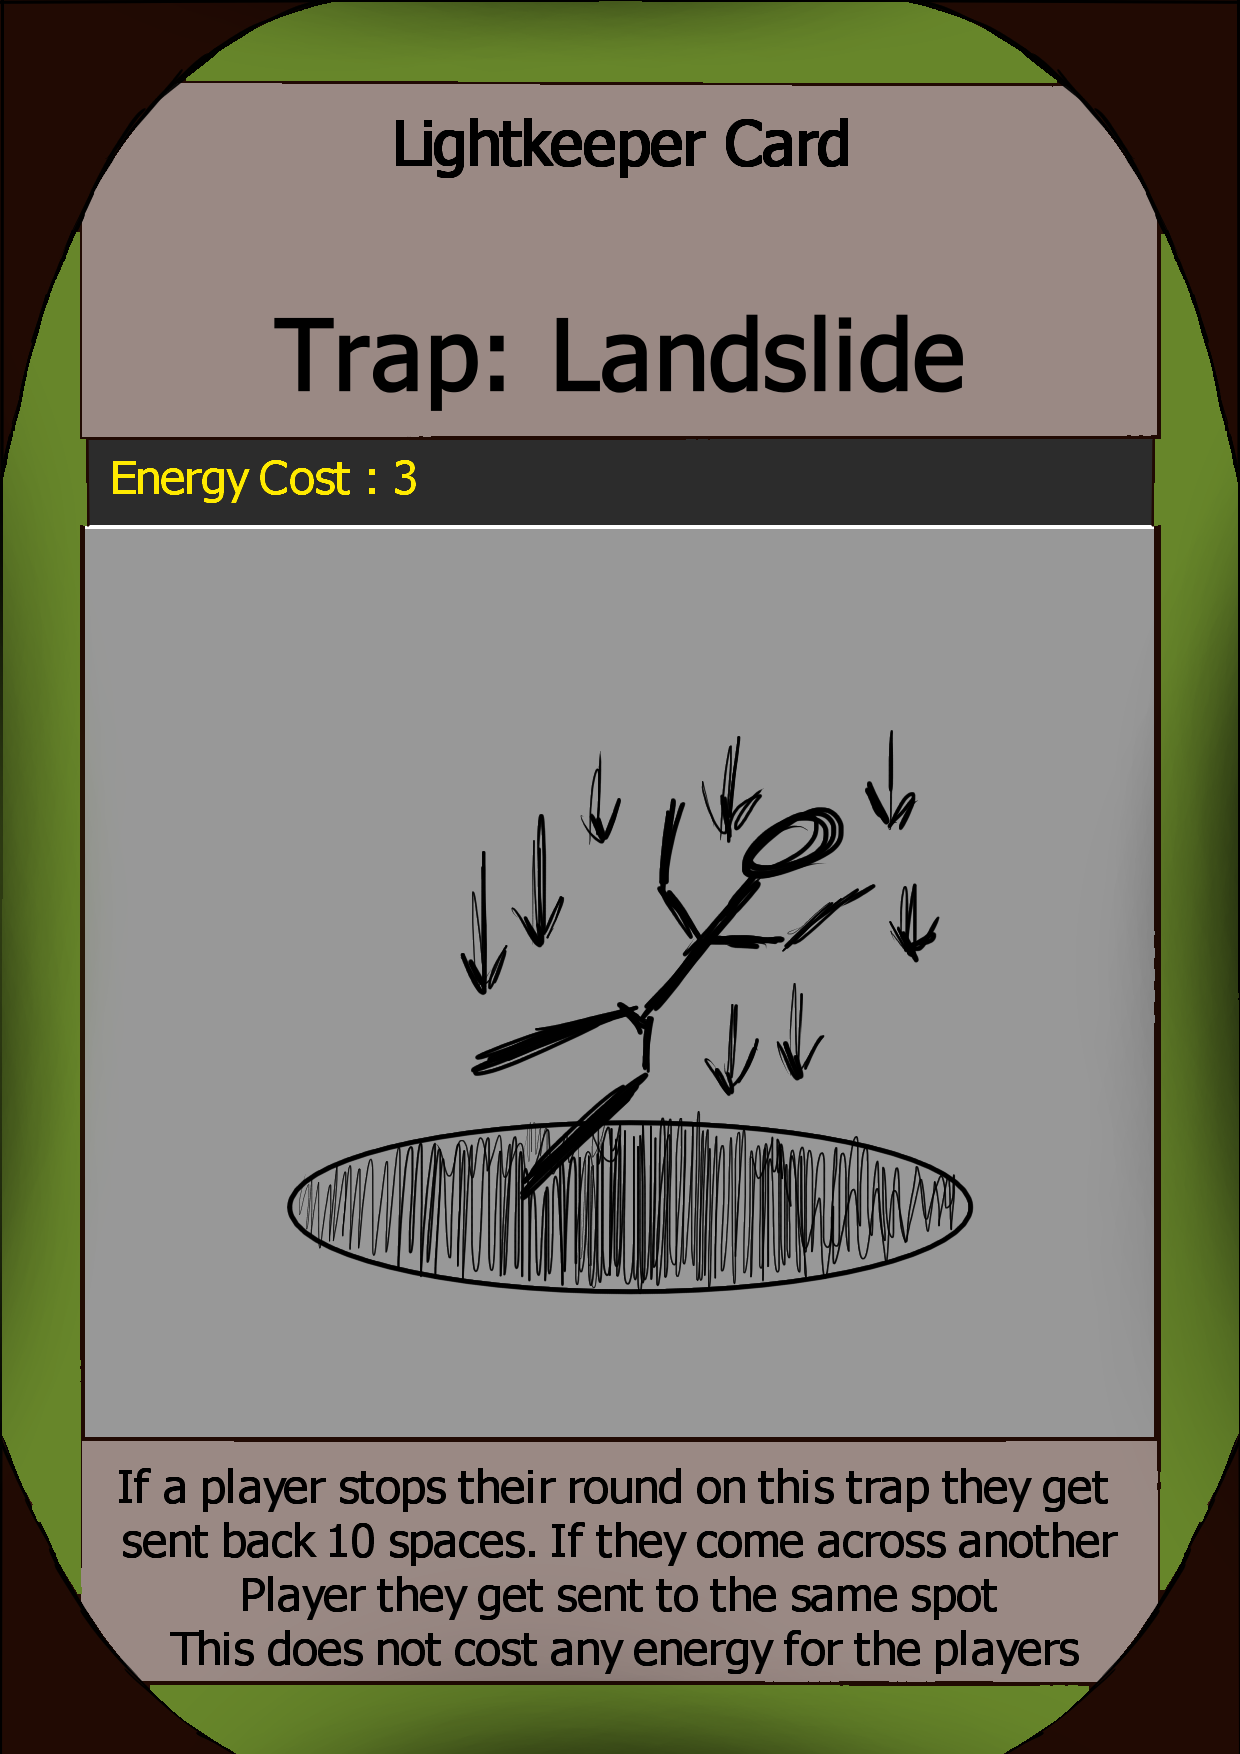 Lightkeeper Card
Trap: Landslide
Energy Cost : 3
If a player stops their round on this trap they get
sent back 10 spaces. If they come across another
Player they get sent to the same spot
This does not cost any energy for the players